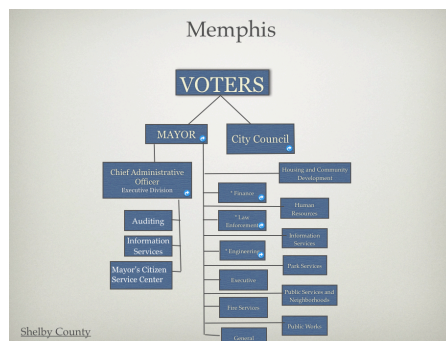 Memphis
VOTERS
MAYOR
City Council
Chief Administrative
Officer
Executive Division
Auditing
Information
Services
Mayor's Citizen
Service Center
* Finance
* Law
Enforcement
*Engineering
Executive
Fire Services
General
Housing and Community
Development
Human
Resources
Information
Services
Park Services
Public Services and
Neighborhoods
Public Works
Shelby County